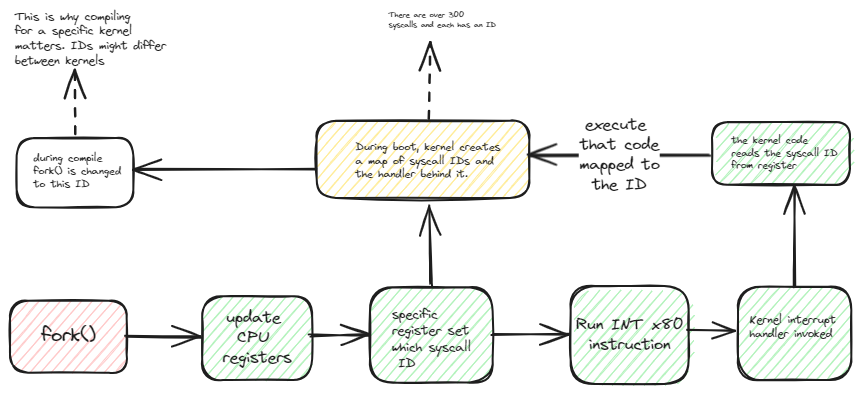 This is why compiling
for a specific kernel
matters. IDs might differ
between kernels
There are over 300
syscalls and each has an ID
during compile
fork() is changed
to this ID
During boot, kernel creates
a map of syscall IDs and
the handler behind it.
execute
that code
mapped to
the ID
the kernel code
reads the syscall ID
from register
fork()
update
CPU
registers
specific
register set
which syscall
ID
Run INT x80
instruction
Kernel interrupt
handler invoked